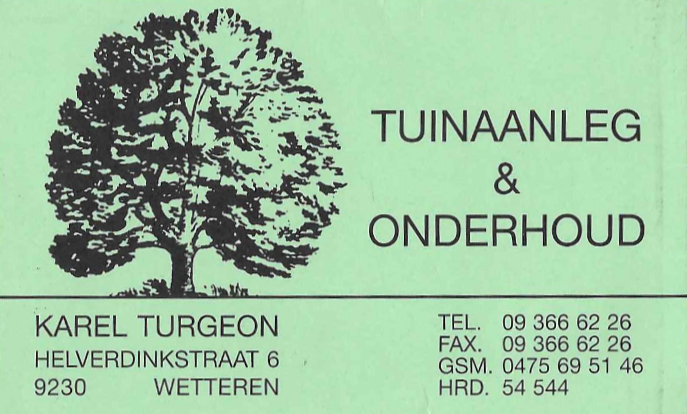 TUINAANLEG
&
ONDERHOUD
KAREL TURGEON
HELVERDINKSTRAAT 6
9230 WETTEREN
TEL. 09 366 62 26
FAX. 09 366 62 26
GSM. 0475 69 51 46
HRD. 54 544